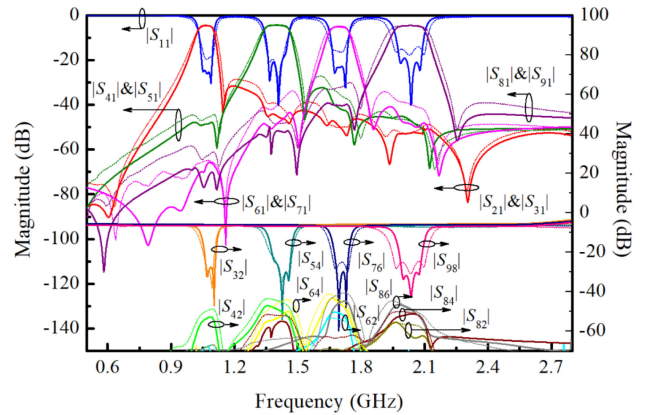 0
-20
-40
-60
-80
-100
-120
-140
Magnitude (dB)
100
80
60
40
20
0
-20
-40
-60
Magnitude (dB)
0.6
0.9
1.2
1.5
1.8
2.1
2.4
2.7
Frequency (GHz)
|S11|
|S41|&|S51|
|S81|&|S91|
|S61|&|S71|
|S21|&|S31|
|S32|
|S54|
|S76|
|S98|
|S42|
|S64|
|S62|
|S86|
|S84|
|S82|